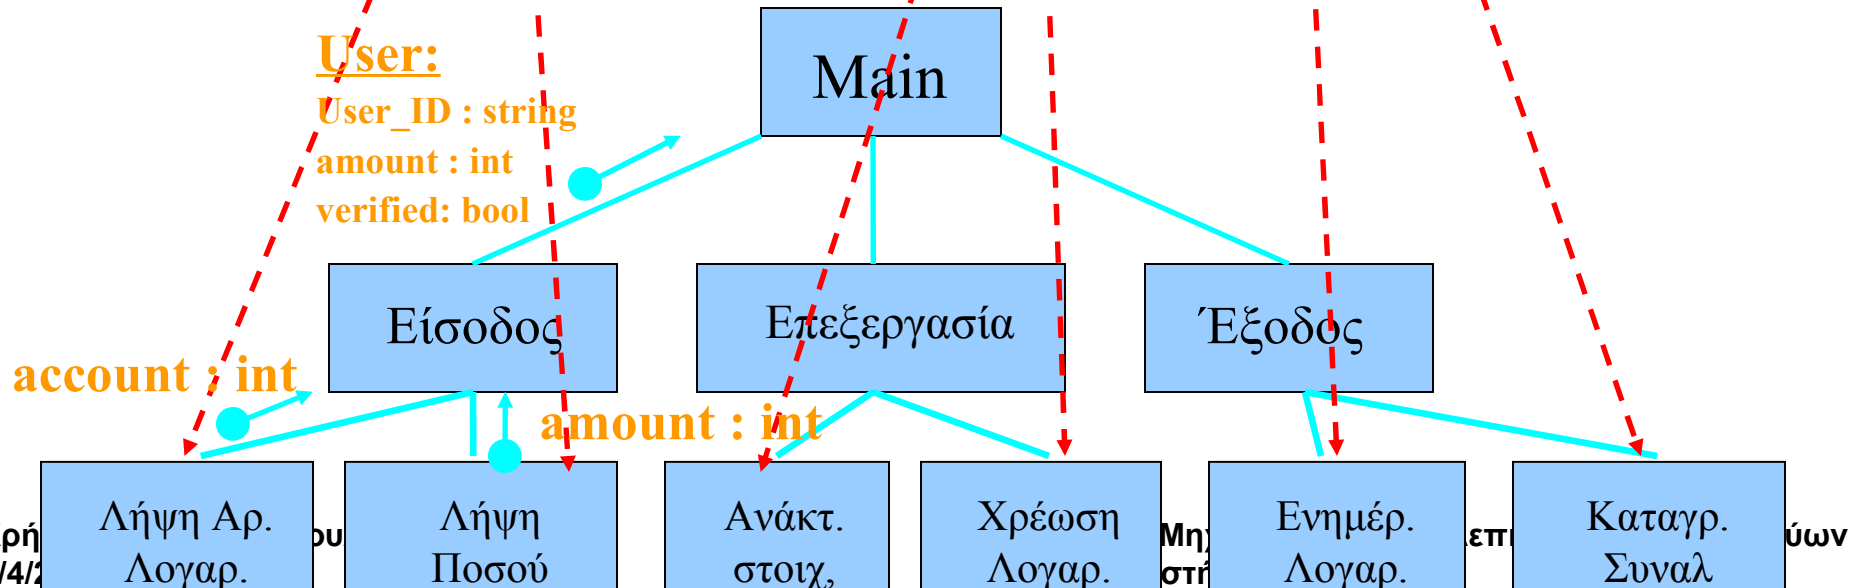 User:
User_ID : string
amount : int
verified: bool
Main
Είσοδος
Επεξεργασία
Έξοδος
account : int
amount : int
Λήψη Αρ.
Λογαρ.
Λήψη
Ποσού
Ανάκτ.
στοιχ,
Χρέωση
Λογαρ.
Ενημέρ.
Λογαρ.
Καταγρ.
Συναλ